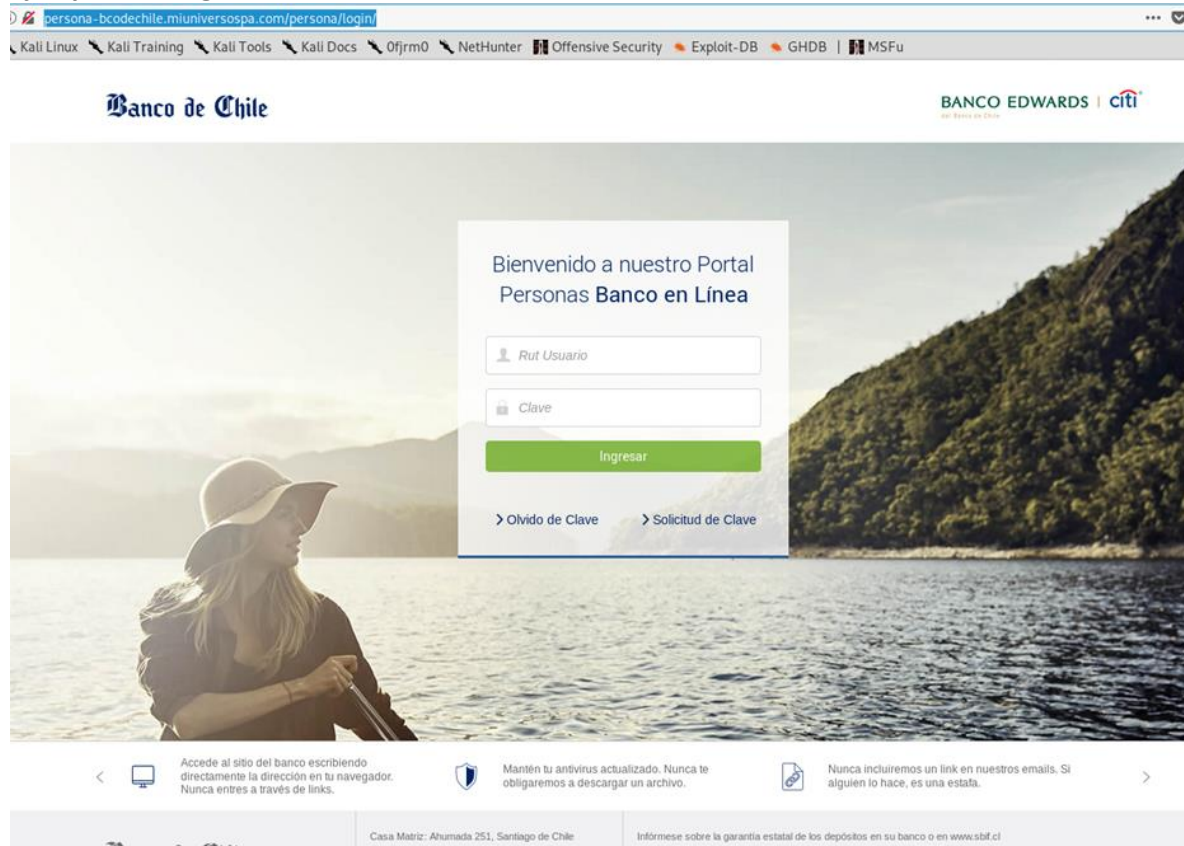 persona-bcodechile.miuniversospa.com/persona/login/
Kali Linux Kali Training Kali Tools Kali Docs 0fjrm0 NetHunter Offensive Security Exploit-DB GHDB | MSFu
Banco de Chile
BANCO EDWARDS | citi
del Banco de Chile
Bienvenido a nuestro Portal
Personas Banco en Línea
Rut Usuario
Clave
Ingresar
Olvido de Clave Solicitud de Clave
Accede al sitio del banco escribiendo
directamente la dirección en tu navegador.
Nunca entres a través de links.
Mantén tu antivirus actualizado. Nunca te
obligaremos a descargar un archivo.
Nunca incluiremos un link en nuestros emails. Si
alguien lo hace, es una estafa.
Casa Matriz: Ahumada 251, Santiago de Chile
Infórmese sobre la garantía estatal de los depósitos en su banco o en www.sbif.cl